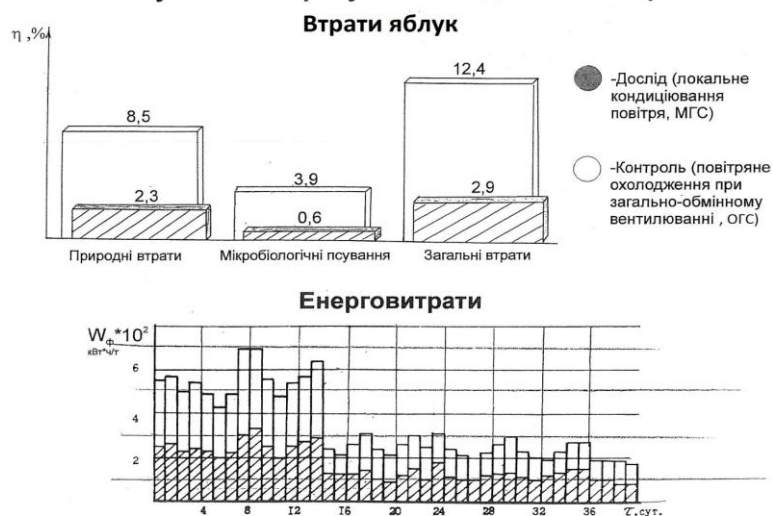 Втрати яблук
η ,%
12,4
8,5
3,9
2,3
0,6
2,9
-Дослід (локальне
кондиціювання
повітря, МГС)
-Контроль (повітряне
охолодження при
загально-обмінному
вентилюванні , ОГС)
Природні втрати
Мікробіологічні псування
Загальні втрати
Енерговитрати
Wф*10²
кВт*ч/т
6
4
2
4 8 12 16 20 24 28 32 36 τ,сут.